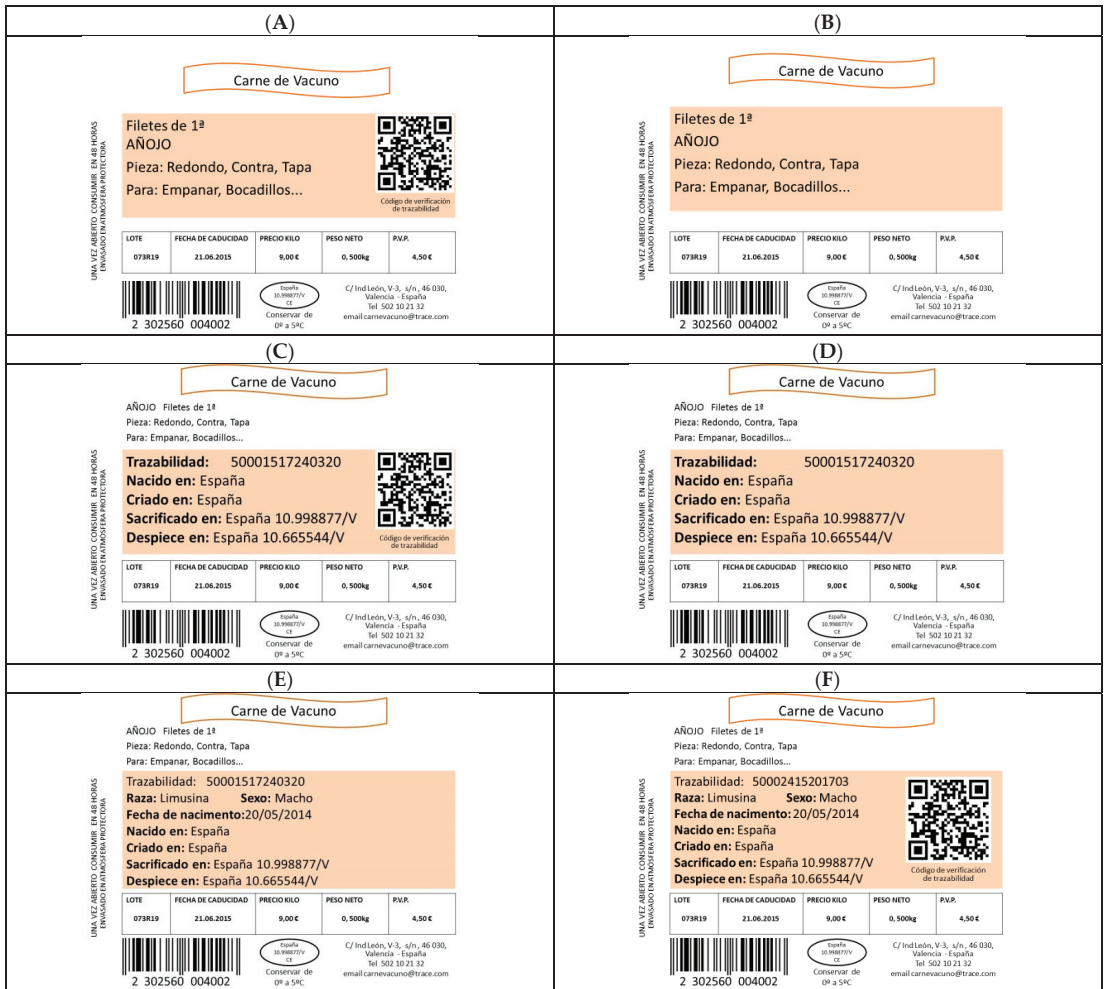 (A)
Carne de Vacuno
UNA VEZ ABIERTO CONSUMIR EN 48 HORAS
ENVASADO EN ATMÓSFERA PROTECTORA
Filetes de 1ª
AÑOJO
Pieza: Redondo, Contra, Tapa
Para: Empanar, Bocadillos...
Código de verificación
de trazabilidad
LOTE FECHA DE CADUCIDAD PRECIO KILO PESO NETO P.V.P.
073R19 21.06.2015 9,00 € 0, 500kg 4,50 €
2 302560 004002
España
10.998877/V
CE
Conservar de
0º a 5ºC
C/ Ind León, V-3, s/n , 46 030,
Valencia - España
Tel 502 10 21 32
email carnevacuno@trace.com
(B)
Carne de Vacuno
UNA VEZ ABIERTO CONSUMIR EN 48 HORAS
ENVASADO EN ATMÓSFERA PROTECTORA
Filetes de 1ª
AÑOJO
Pieza: Redondo, Contra, Tapa
Para: Empanar, Bocadillos...
LOTE FECHA DE CADUCIDAD PRECIO KILO PESO NETO P.V.P.
073R19 21.06.2015 9,00 € 0, 500kg 4,50 €
2 302560 004002
España
10.998877/V
CE
Conservar de
0º a 5ºC
C/ Ind León, V-3, s/n , 46 030,
Valencia - España
Tel 502 10 21 32
email carnevacuno@trace.com
(C)
Carne de Vacuno
AÑOJO Filetes de 1ª
Pieza: Redondo, Contra, Tapa
Para: Empanar, Bocadillos...
UNA VEZ ABIERTO CONSUMIR EN 48 HORAS
ENVASADO EN ATMÓSFERA PROTECTORA
Trazabilidad: 50001517240320
Nacido en: España
Criado en: España
Sacrificado en: España 10.998877/V
Despiece en: España 10.665544/V
Código de verificación
de trazabilidad
LOTE FECHA DE CADUCIDAD PRECIO KILO PESO NETO P.V.P.
073R19 21.06.2015 9,00 € 0, 500kg 4,50 €
2 302560 004002
España
10.998877/V
CE
Conservar de
0º a 5ºC
C/ Ind León, V-3, s/n , 46 030,
Valencia - España
Tel 502 10 21 32
email carnevacuno@trace.com
(D)
Carne de Vacuno
AÑOJO Filetes de 1ª
Pieza: Redondo, Contra, Tapa
Para: Empanar, Bocadillos...
UNA VEZ ABIERTO CONSUMIR EN 48 HORAS
ENVASADO EN ATMÓSFERA PROTECTORA
Trazabilidad: 50001517240320
Nacido en: España
Criado en: España
Sacrificado en: España 10.998877/V
Despiece en: España 10.665544/V
LOTE FECHA DE CADUCIDAD PRECIO KILO PESO NETO P.V.P.
073R19 21.06.2015 9,00 € 0, 500kg 4,50 €
2 302560 004002
España
10.998877/V
CE
Conservar de
0º a 5ºC
C/ Ind León, V-3, s/n , 46 030,
Valencia - España
Tel 502 10 21 32
email carnevacuno@trace.com
(E)
Carne de Vacuno
AÑOJO Filetes de 1ª
Pieza: Redondo, Contra, Tapa
Para: Empanar, Bocadillos...
UNA VEZ ABIERTO CONSUMIR EN 48 HORAS
ENVASADO EN ATMÓSFERA PROTECTORA
Trazabilidad: 50001517240320
Raza: Limusina Sexo: Macho
Fecha de nacimento:20/05/2014
Nacido en: España
Criado en: España
Sacrificado en: España 10.998877/V
Despiece en: España 10.665544/V
LOTE FECHA DE CADUCIDAD PRECIO KILO PESO NETO P.V.P.
073R19 21.06.2015 9,00 € 0, 500kg 4,50 €
2 302560 004002
España
10.998877/V
CE
Conservar de
0º a 5ºC
C/ Ind León, V-3, s/n , 46 030,
Valencia - España
Tel 502 10 21 32
email carnevacuno@trace.com
(F)
Carne de Vacuno
AÑOJO Filetes de 1ª
Pieza: Redondo, Contra, Tapa
Para: Empanar, Bocadillos...
UNA VEZ ABIERTO CONSUMIR EN 48 HORAS
ENVASADO EN ATMÓSFERA PROTECTORA
Trazabilidad: 50002415201703
Raza: Limusina Sexo: Macho
Fecha de nacimento: 20/05/2014
Nacido en: España
Criado en: España
Sacrificado en: España 10.998877/V
Despiece en: España 10.665544/V
Código de verificación
de trazabilidad
LOTE FECHA DE CADUCIDAD PRECIO KILO PESO NETO P.V.P.
073R19 21.06.2015 9,00 € 0, 500kg 4,50 €
2 302560 004002
España
10.998877/V
CE
Conservar de
0º a 5ºC
C/ Ind León, V-3, s/n , 46 030,
Valencia - España
Tel 502 10 21 32
email carnevacuno@trace.com